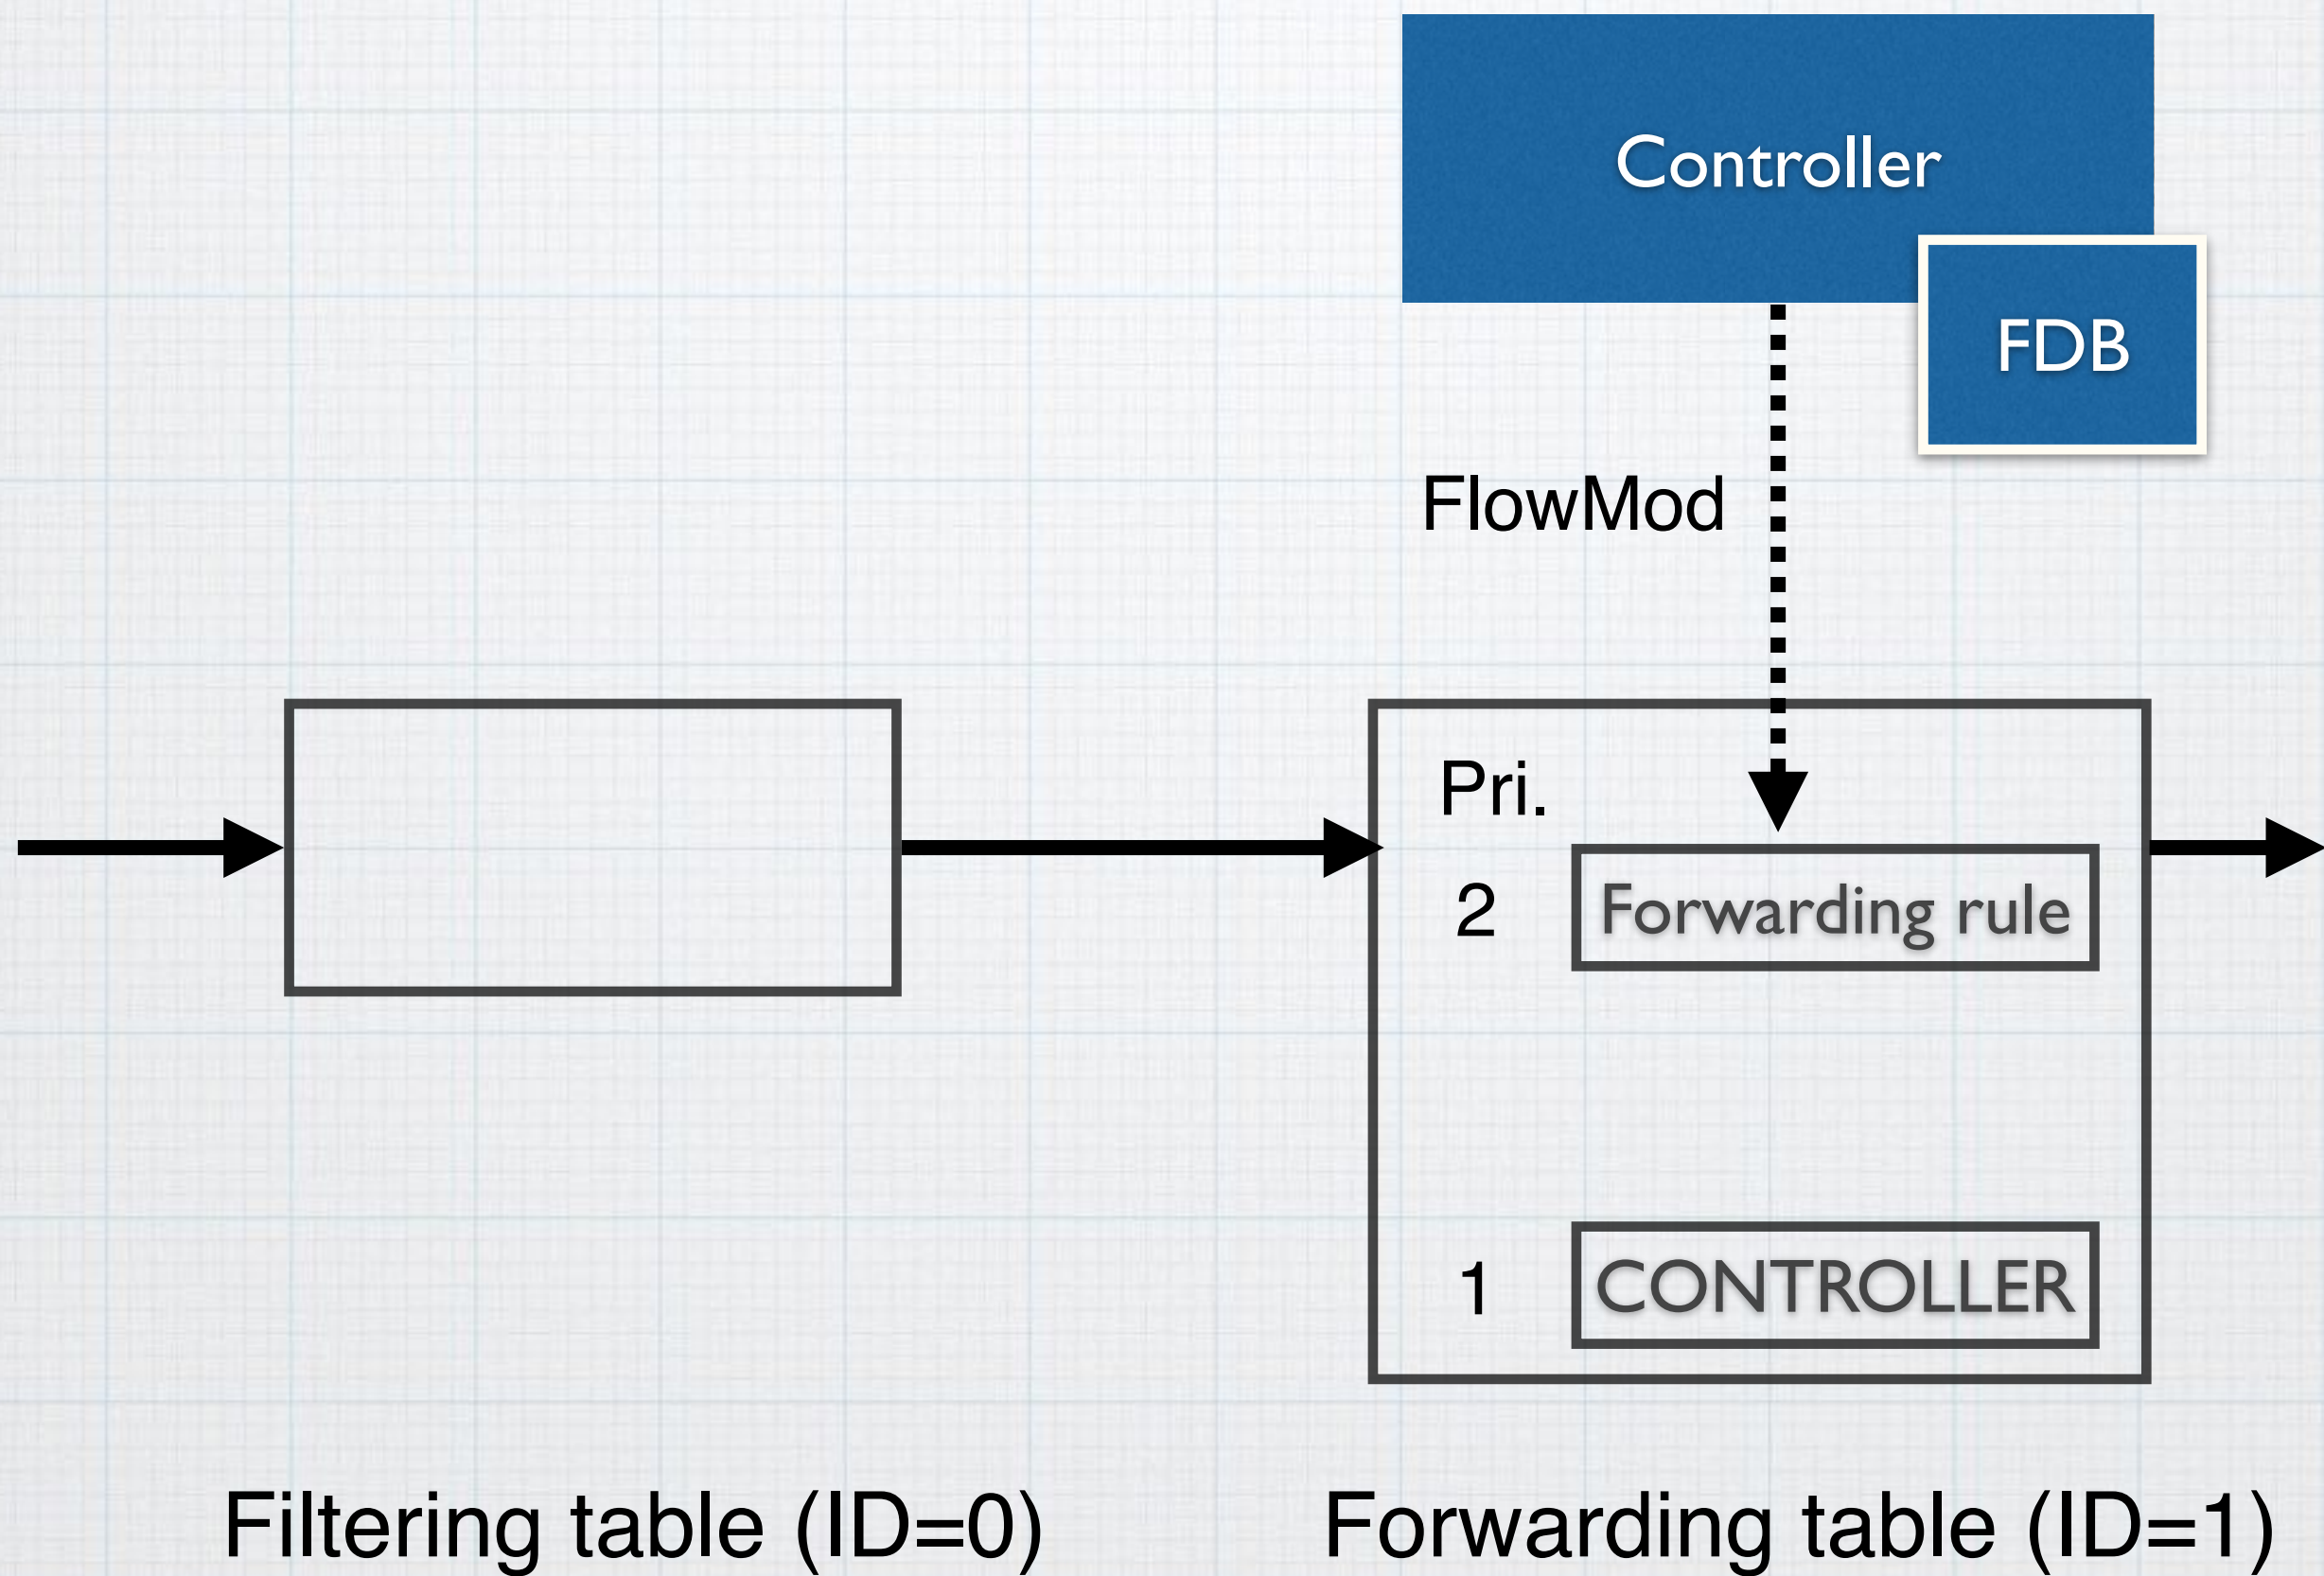 Controller
FDB
FlowMod
Pri.
2 Forwarding rule
1 CONTROLLER
Filtering table (ID=0) Forwarding table (ID=1)